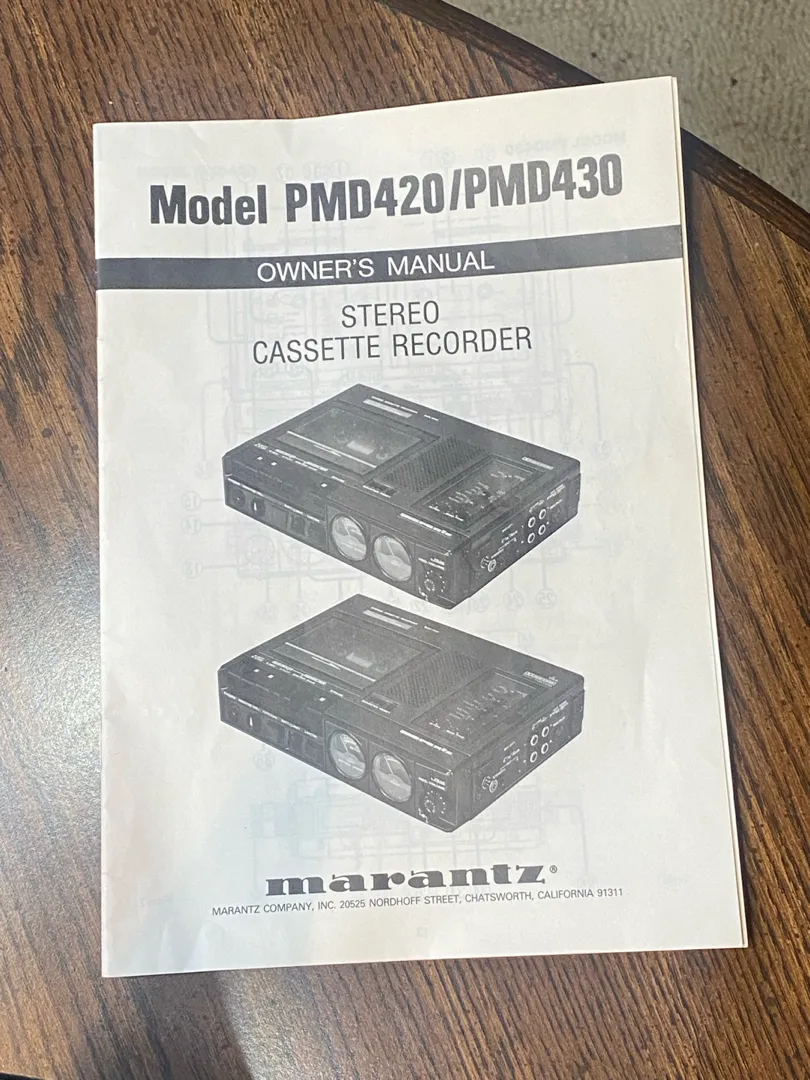 Model PMD420/PMD430
OWNER'S MANUAL
STEREO
CASSETTE RECORDER
marantz®
MARANTZ COMPANY, INC. 20525 NORDHOFF STREET, CHATSWORTH, CALIFORNIA 91311